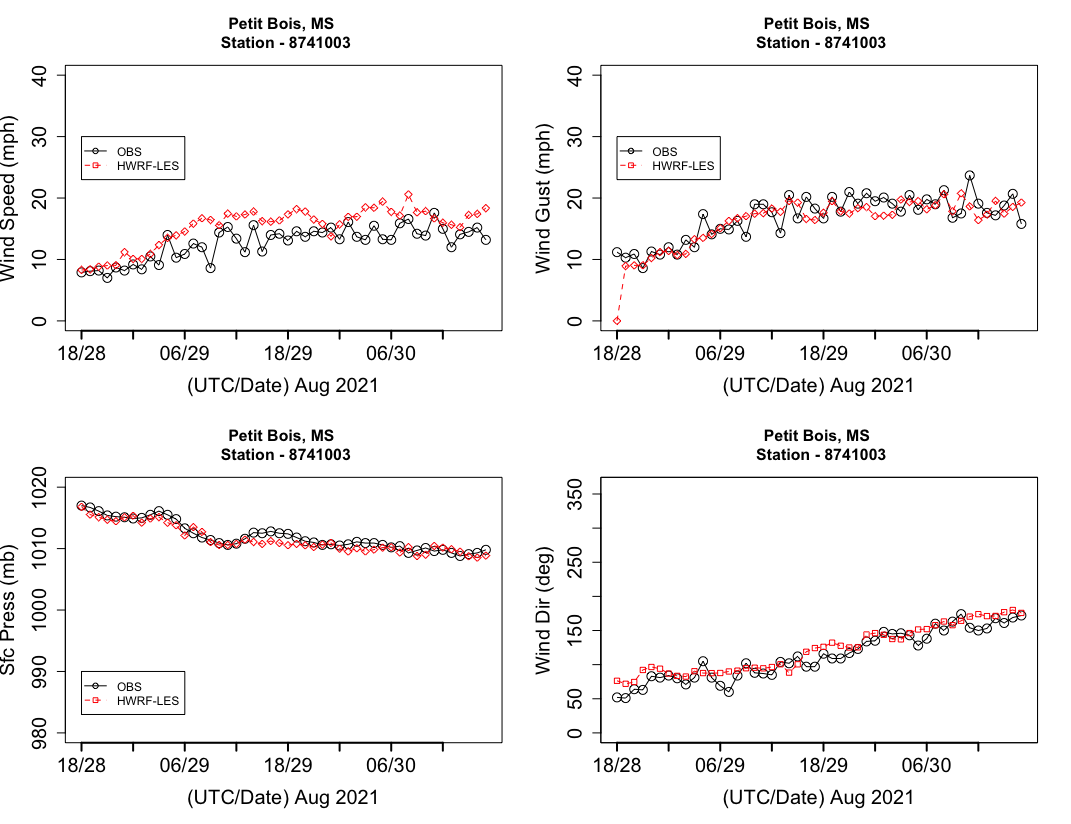 Petit Bois, MS
Station - 8741003
Wind Speed (mph)
40
30
20
10
0
OBS
HWRF-LES
18/28 06/29 18/29 06/30
(UTC/Date) Aug 2021
Petit Bois, MS
Station - 8741003
Wind Gust (mph)
40
30
20
10
0
OBS
HWRF-LES
18/28 06/29 18/29 06/30
(UTC/Date) Aug 2021
Petit Bois, MS
Station - 8741003
Sfc Press (mb)
1020
1010
1000
990
980
OBS
HWRF-LES
18/28 06/29 18/29 06/30
(UTC/Date) Aug 2021
Petit Bois, MS
Station - 8741003
Wind Dir (deg)
350
250
150
50
0
18/28 06/29 18/29 06/30
(UTC/Date) Aug 2021